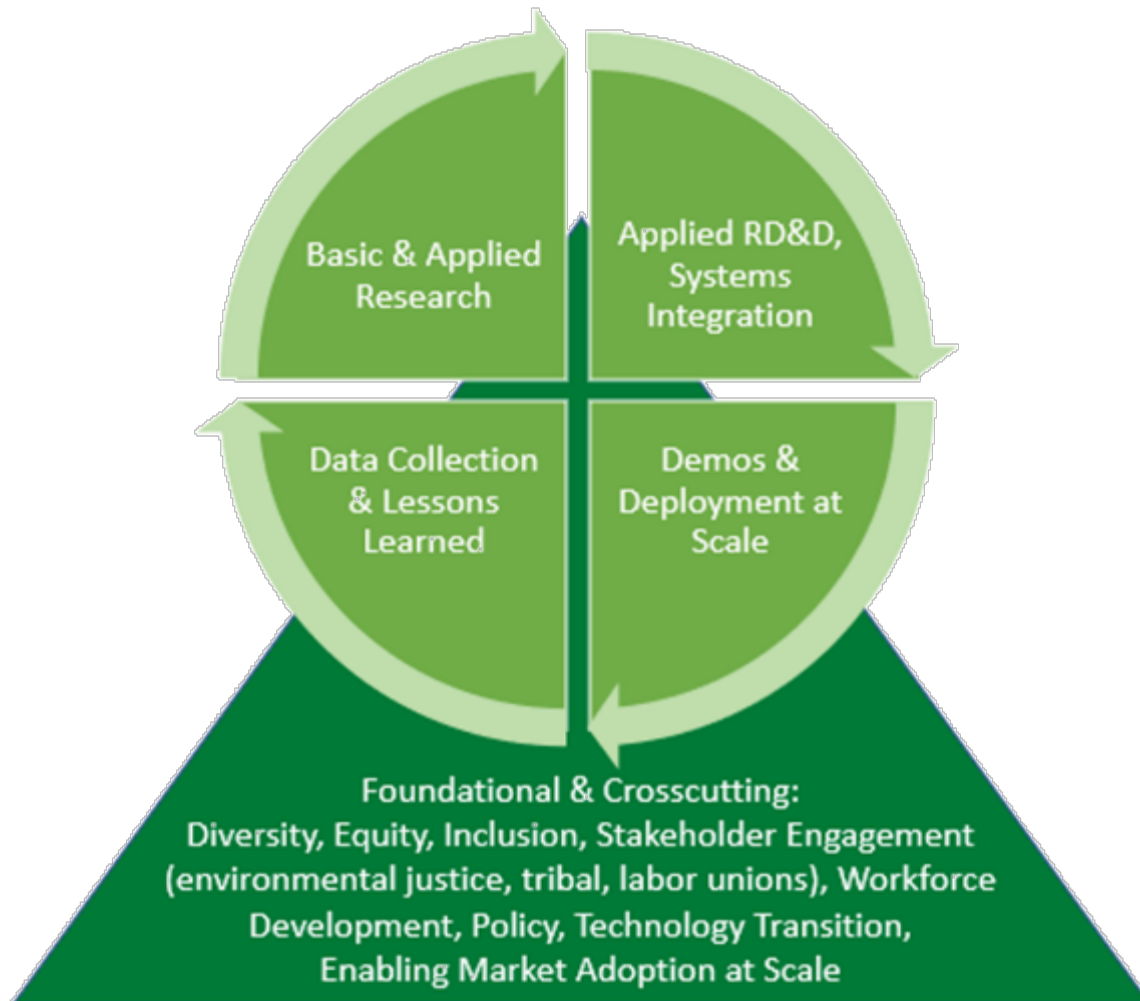 Basic & Applied
Research
Applied RD&D,
Systems
Integration
Data Collection
& Lessons
Learned
Demos &
Deployment at
Scale
Foundational & Crosscutting:
Diversity, Equity, Inclusion, Stakeholder Engagement
(environmental justice, tribal, labor unions), Workforce
Development, Policy, Technology Transition,
Enabling Market Adoption at Scale